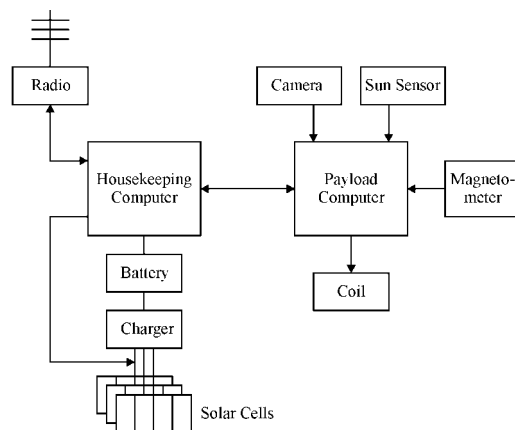 Radio
Camera
Sun Sensor
Housekeeping
Computer
Payload
Computer
Magneto-
meter
Battery
Coil
Charger
Solar Cells